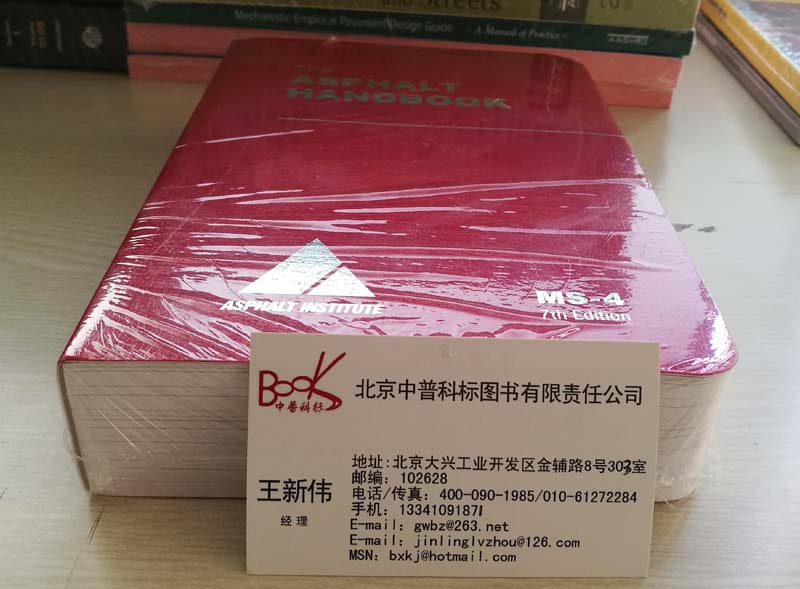 and Streets
Mechanistic-Empirical Pavement Design Guide
- A Manual of Practice -
AASHTO
The
ASPHALT
HANDBOOK
ASPHALT INSTITUTE
MS-4
7th Edition
BOOKS
中普科标
北京中普科标图书有限责任公司
王新伟
经理
地址:北京大兴工业开发区金辅路8号303室
邮编:102628
电话/传真:400-090-1985/010-61272284
手机:13341091871
E-mail:gwbz@263.net
E-mail:jinlinglvzhou@126.com
MSN:bxkj@hotmail.com